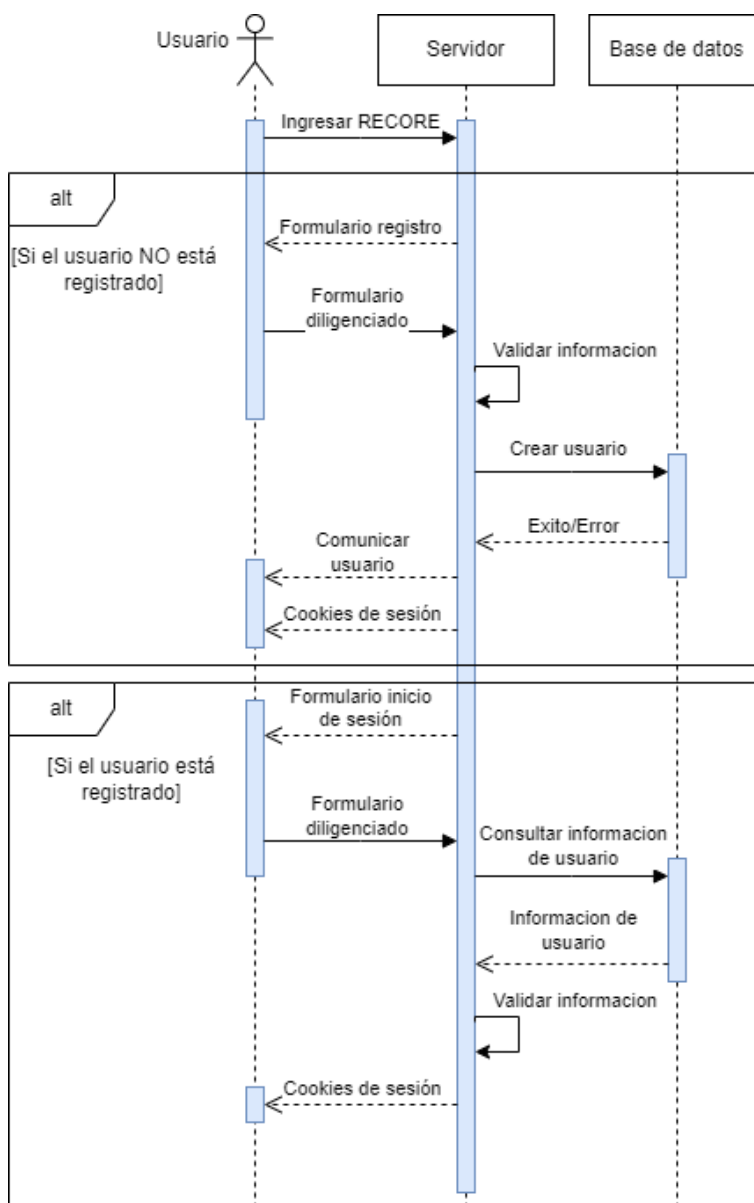 Usuario
Servidor
Base de datos
Ingresar RECORE
alt
Formulario registro
[Si el usuario NO está
registrado]
Formulario
diligenciado
Validar informacion
Crear usuario
Exito/Error
Comunicar
usuario
Cookies de sesión
alt
Formulario inicio
de sesión
[Si el usuario está
registrado]
Formulario
diligenciado
Consultar informacion
de usuario
Informacion de
usuario
Validar informacion
Cookies de sesión